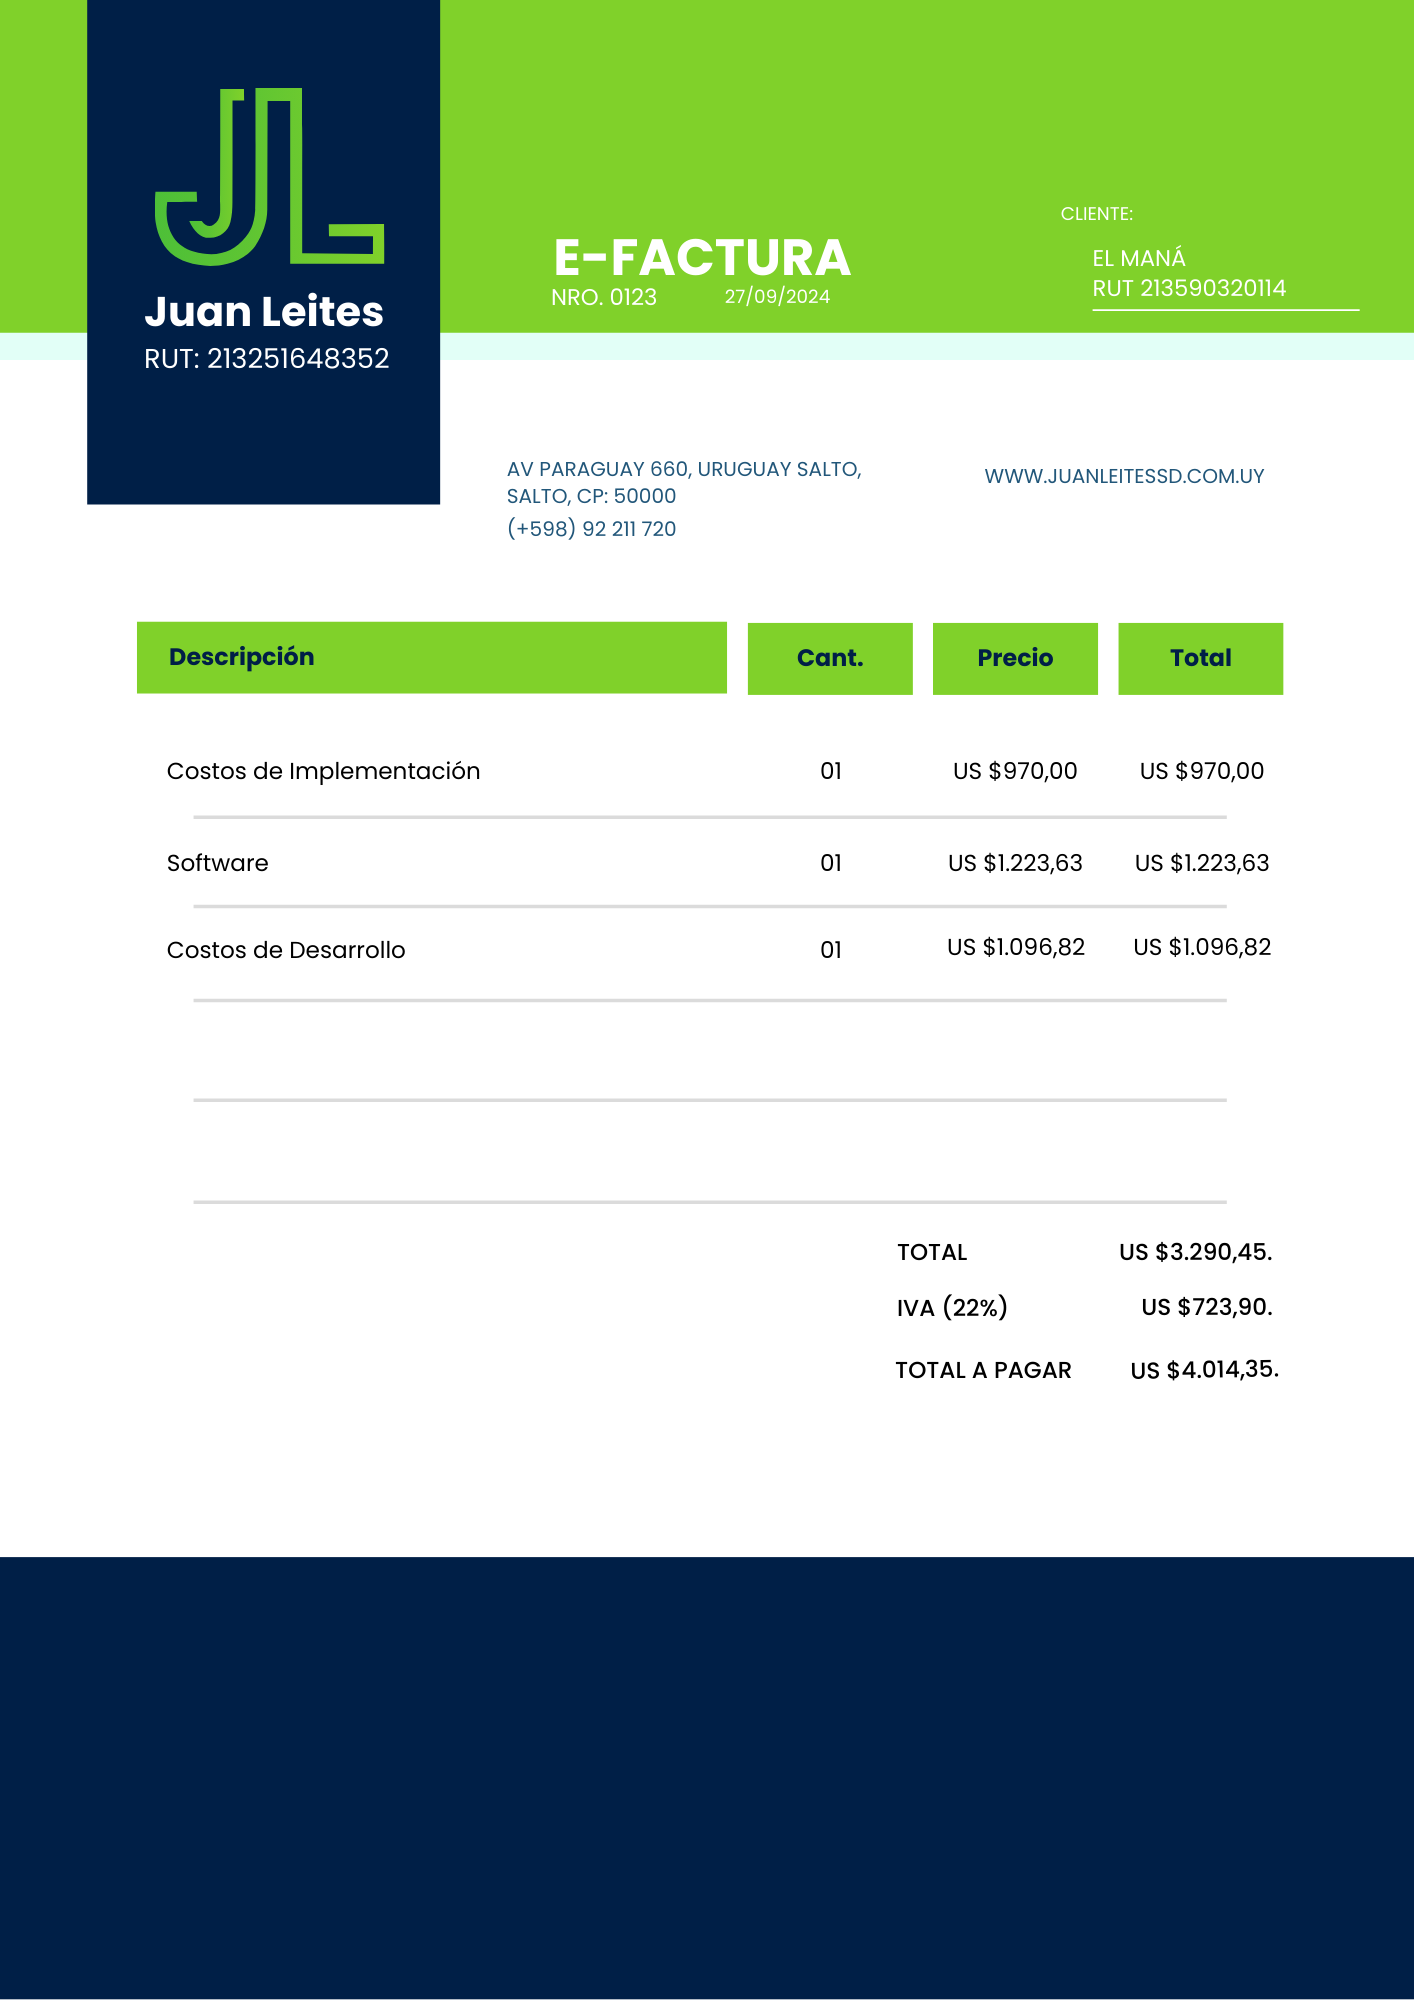 JL
Juan Leites
RUT: 213251648352
E-FACTURA
NRO. 0123 27/09/2024
CLIENTE:
EL MANÁ
RUT 213590320114
AV PARAGUAY 660, URUGUAY SALTO,
SALTO, CP: 50000
(+598) 92 211 720
WWW.JUANLEITESSD.COM.UY
Descripción Cant. Precio Total
Costos de Implementación 01 US $970,00 US $970,00
Software 01 US $1.223,63 US $1.223,63
Costos de Desarrollo 01 US $1.096,82 US $1.096,82
TOTAL US $3.290,45.
IVA (22%) US $723,90.
TOTAL A PAGAR US $4.014,35.